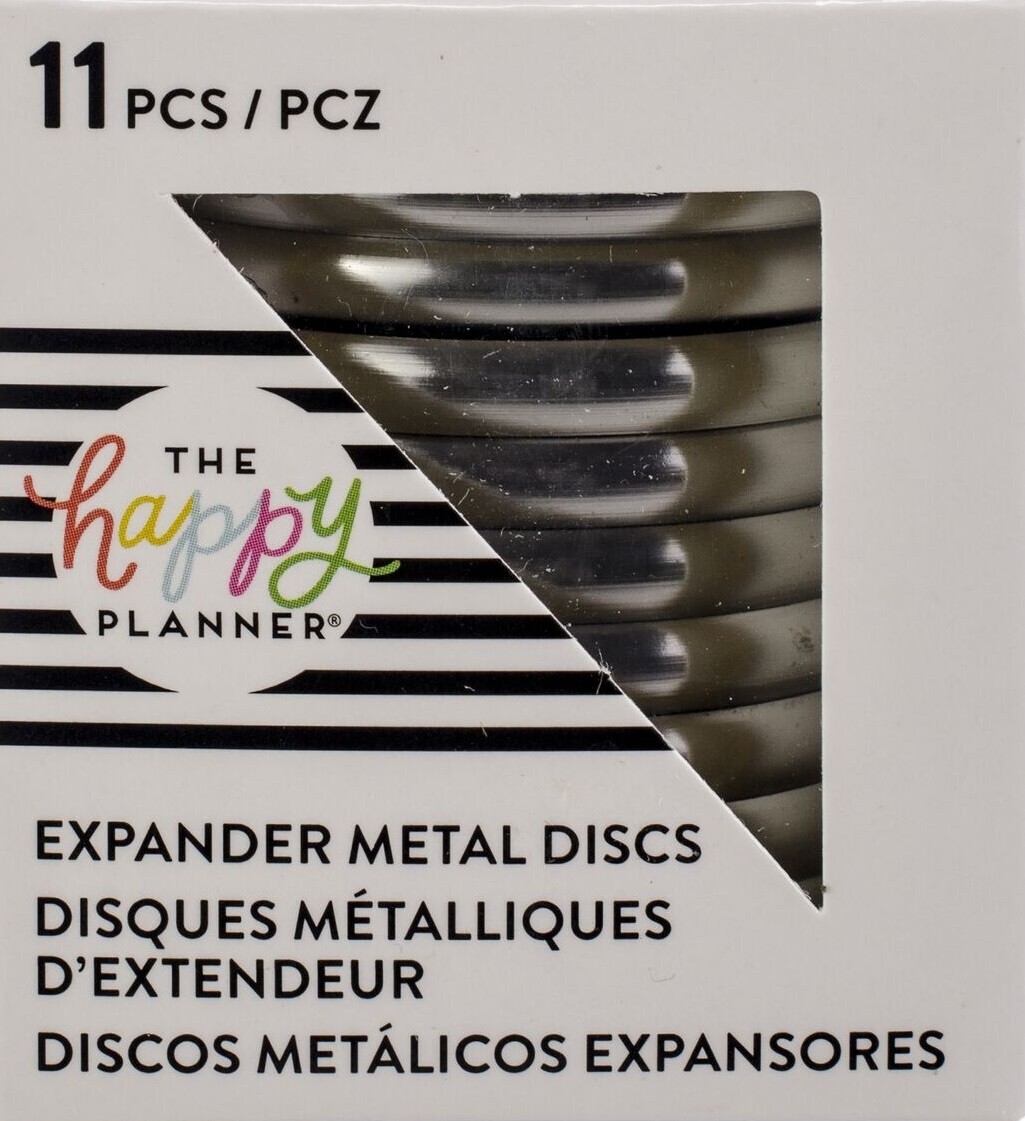 11 PCS / PCZ
THE
happy
PLANNER®
EXPANDER METAL DISCS
DISQUES MÉTALLIQUES
D'EXTENDEUR
DISCOS METÁLICOS EXPANSORES